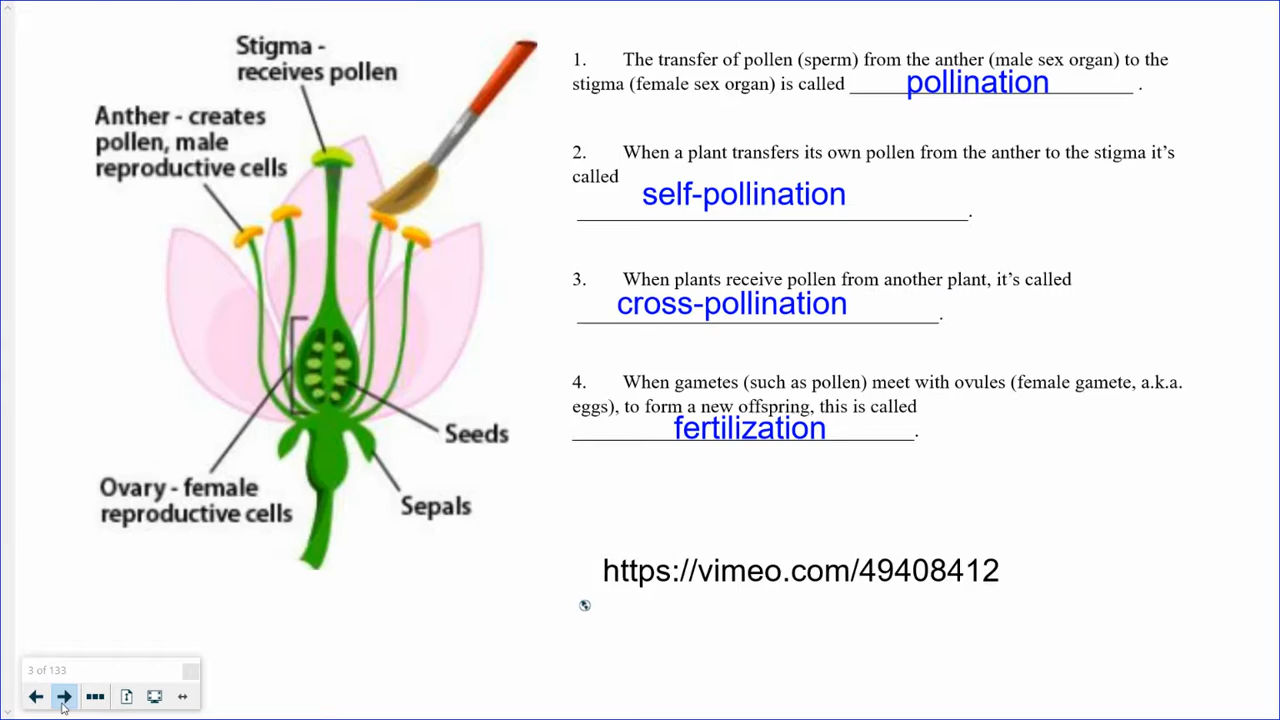 Stigma -
receives pollen
Anther - creates
pollen, male
reproductive cells
Seeds
Ovary - female
reproductive cells
Sepals
1. The transfer of pollen (sperm) from the anther (male sex organ) to the
stigma (female sex organ) is called pollination .
2. When a plant transfers its own pollen from the anther to the stigma it’s
called
self-pollination.
3. When plants receive pollen from another plant, it’s called
cross-pollination.
4. When gametes (such as pollen) meet with ovules (female gamete, a.k.a.
eggs), to form a new offspring, this is called
fertilization.
https://vimeo.com/49408412
3 of 133